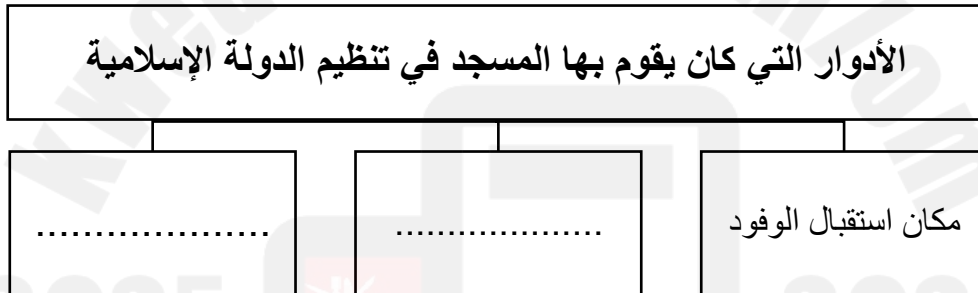 الأدوار التي كان يقوم بها المسجد في تنظيم الدولة الإسلامية
مكان استقبال الوفود
...................
....................